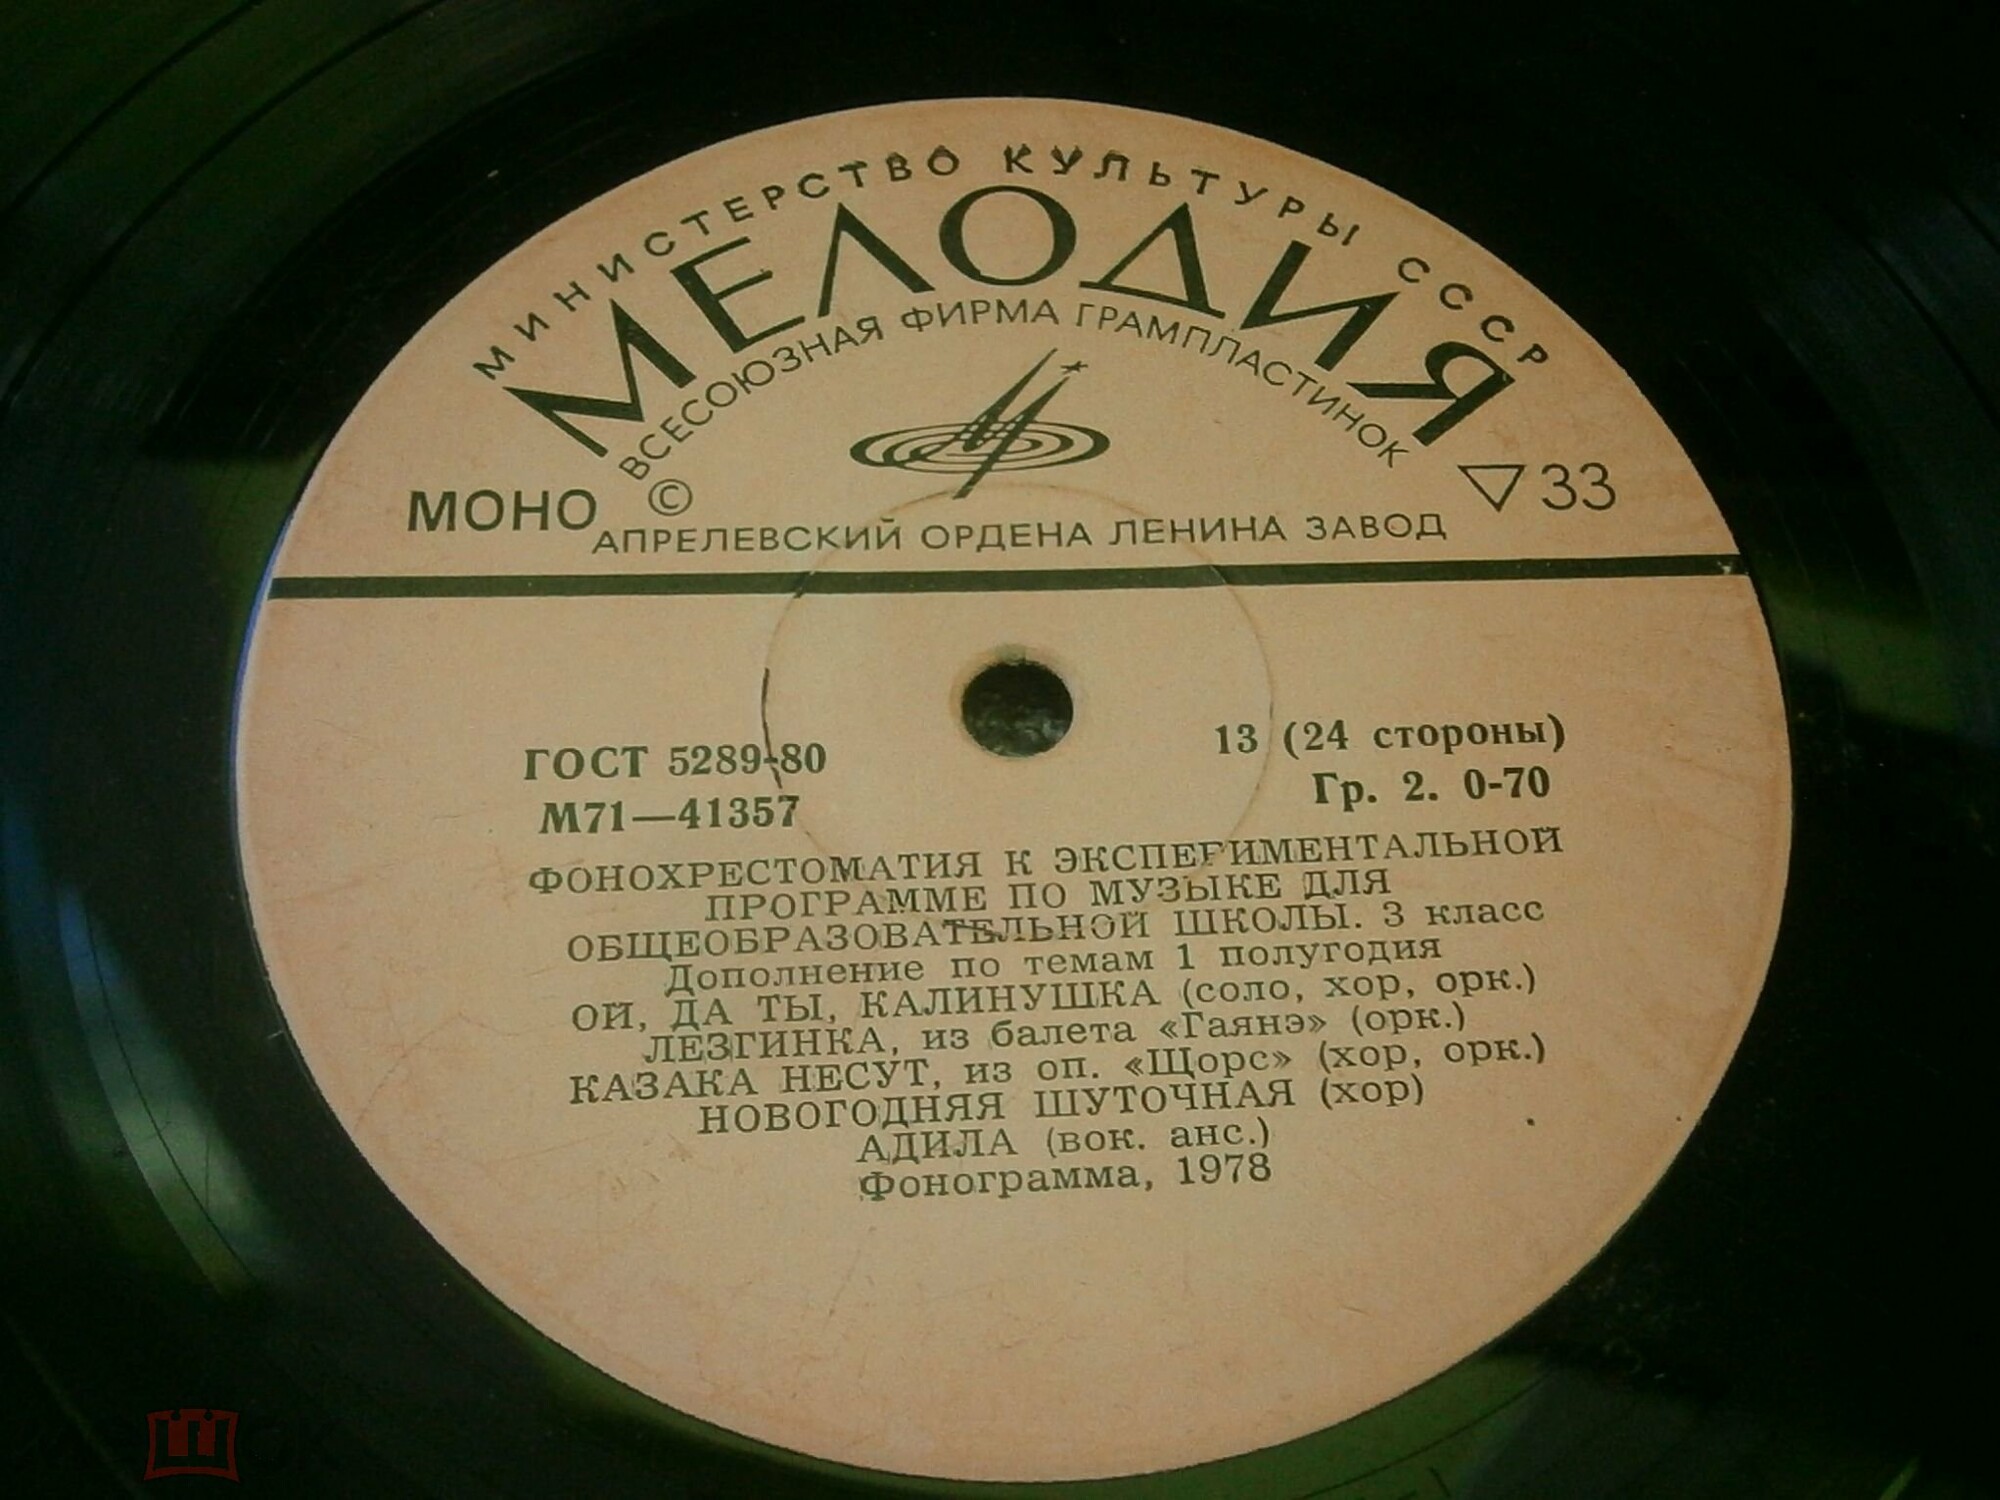 МИНИСТЕРСТВО КУЛЬТУРЫ СССР
МЕЛОДИЯ
ВСЕСОЮЗНАЯ ФИРМА ГРАМПЛАСТИНОК
МОНО © ▽33
АПРЕЛЕВСКИЙ ОРДЕНА ЛЕНИНА ЗАВОД
ГОСТ 5289-80 13 (24 стороны)
М71—41357 Гр. 2. 0-70
ФОНОХРЕСТОМАТИЯ К ЭКСПЕРИМЕНТАЛЬНОЙ
ПРОГРАММЕ ПО МУЗЫКЕ ДЛЯ
ОБЩЕОБРАЗОВАТЕЛЬНОЙ ШКОЛЫ. 3 класс
Дополнение по темам 1 полугодия
ОЙ, ДА ТЫ, КАЛИНУШКА (соло, хор, орк.)
ЛЕЗГИНКА, из балета «Гаянэ» (орк.)
КАЗАКА НЕСУТ, из оп. «Щорс» (хор, орк.)
НОВОГОДНЯЯ ШУТОЧНАЯ (хор)
АДИЛА (вок. анс.)
Фонограмма, 1978